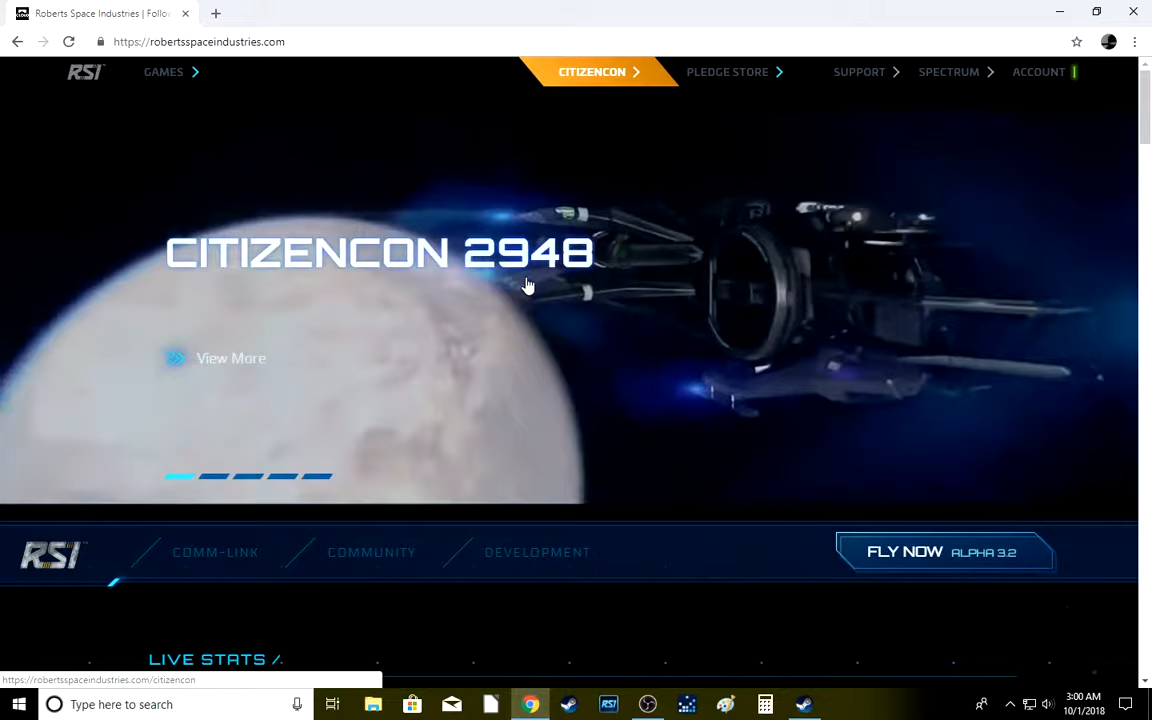 Roberts Space Industries | Follo
https://robertsspaceindustries.com
RSI
GAMES
CITIZENCON
PLEDGE STORE
SUPPORT
SPECTRUM
ACCOUNT
CITIZENCON 2948
View More
RSI
COMM-LINK
COMMUNITY
DEVELOPMENT
FLY NOW ALPHA 3.2
LIVE STATS /
https://robertsspaceindustries.com/citizencon
Type here to search
RSI
3:00 AM
10/1/2018